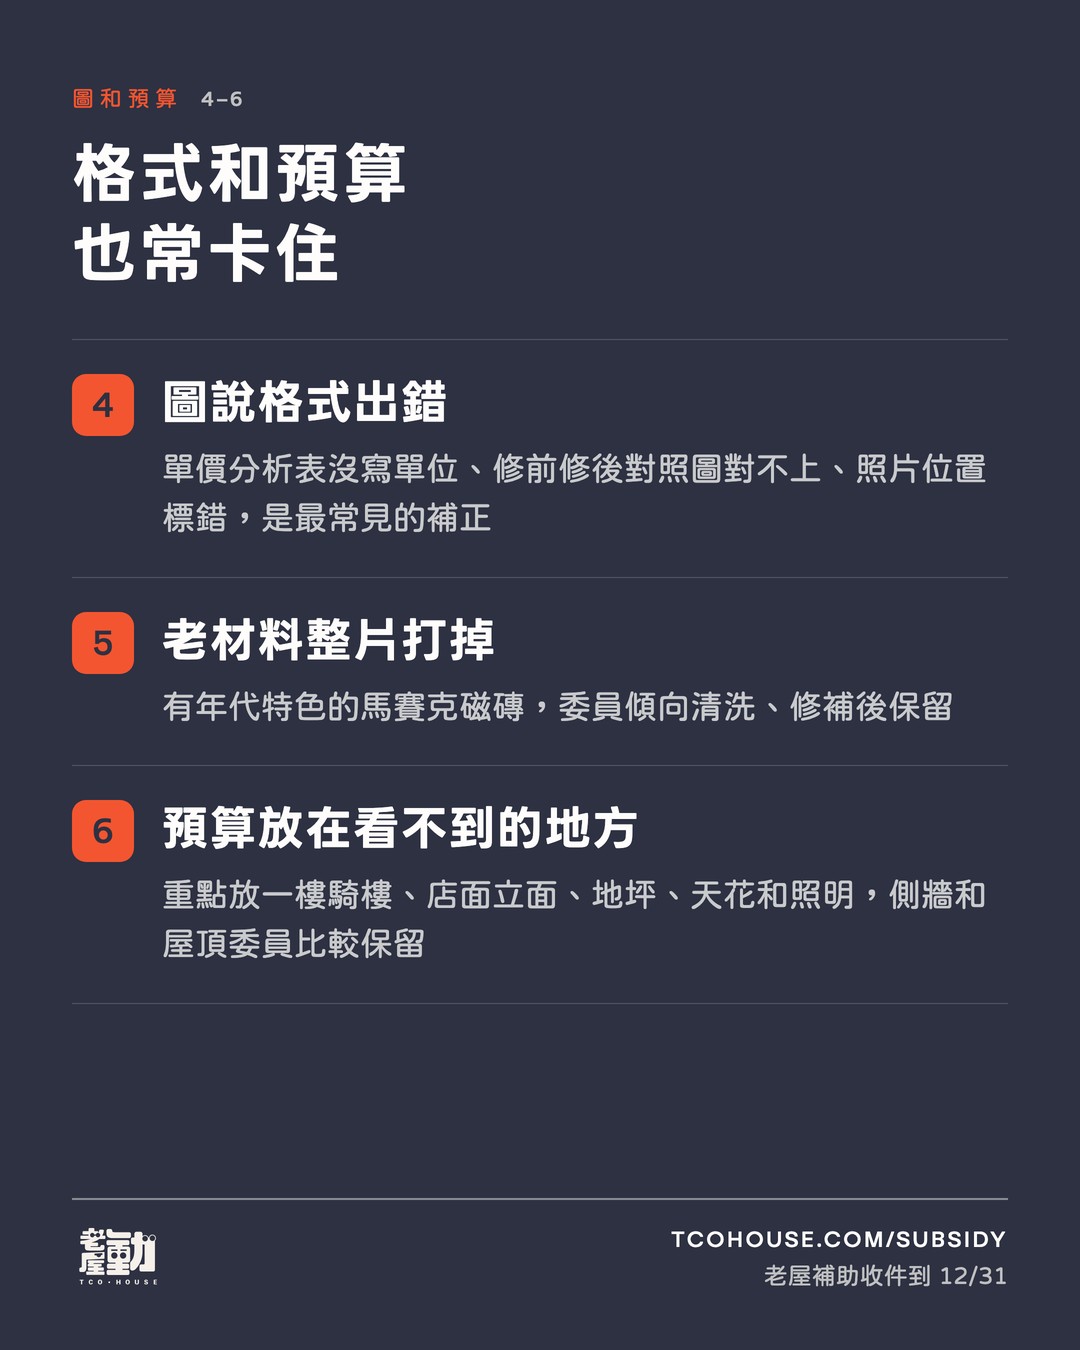 圖和預算 4–6
格式和預算
也常卡住
4 圖說格式出錯
單價分析表沒寫單位、修前修後對照圖對不上、照片位置
標錯，是最常見的補正
5 老材料整片打掉
有年代特色的馬賽克磁磚，委員傾向清洗、修補後保留
6 預算放在看不到的地方
重點放一樓騎樓、店面立面、地坪、天花和照明，側牆和
屋頂委員比較保留
老屋動
TCO·HOUSE
TCOHOUSE.COM/SUBSIDY
老屋補助收件到 12/31